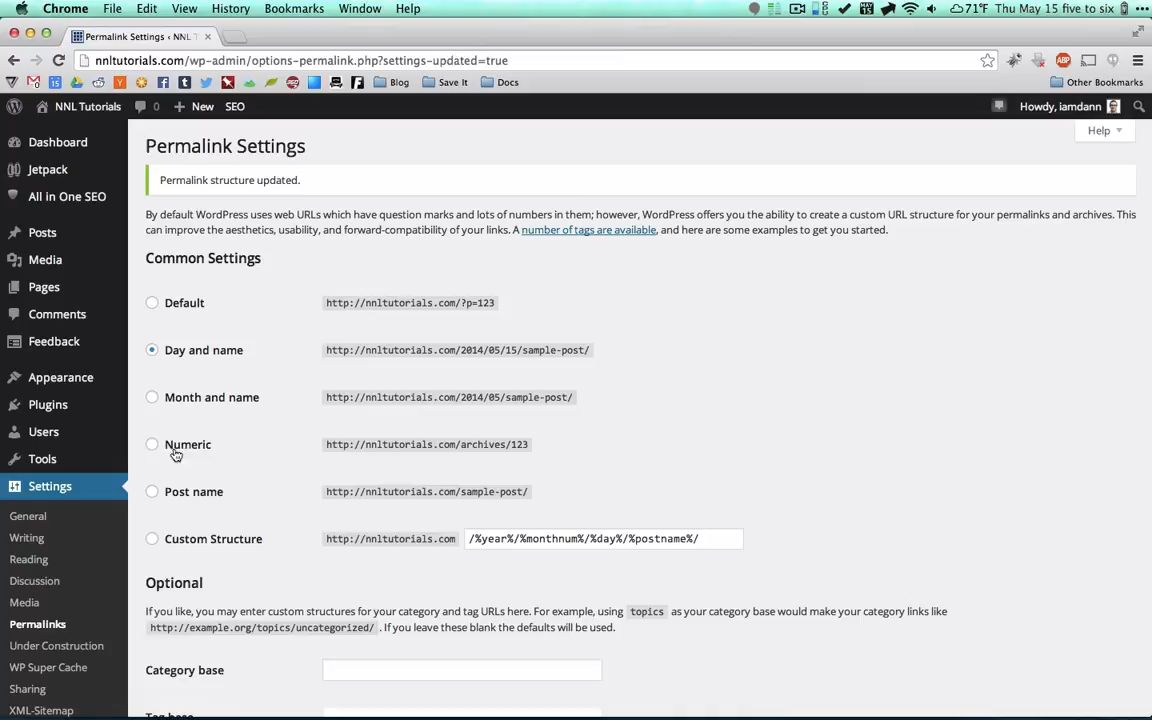 Chrome File Edit View History Bookmarks Window Help
71°F Thu May 15 five to six
Permalink Settings ‹ NNL T
nnltutorials.com/wp-admin/options-permalink.php?settings-updated=true
Blog Save It Docs Other Bookmarks
NNL Tutorials 0 New SEO Howdy, iamdann
Help
Dashboard
Jetpack
All in One SEO
Posts
Media
Pages
Comments
Feedback
Appearance
Plugins
Users
Tools
Settings
General
Writing
Reading
Discussion
Media
Permalinks
Under Construction
WP Super Cache
Sharing
XML-Sitemap
Permalink Settings
Permalink structure updated.
By default WordPress uses web URLs which have question marks and lots of numbers in them; however, WordPress offers you the ability to create a custom URL structure for your permalinks and archives. This
can improve the aesthetics, usability, and forward-compatibility of your links. A number of tags are available, and here are some examples to get you started.
Common Settings
Default http://nnltutorials.com/?p=123
Day and name http://nnltutorials.com/2014/05/15/sample-post/
Month and name http://nnltutorials.com/2014/05/sample-post/
Numeric http://nnltutorials.com/archives/123
Post name http://nnltutorials.com/sample-post/
Custom Structure http://nnltutorials.com /%year%/%monthnum%/%day%/%postname%/
Optional
If you like, you may enter custom structures for your category and tag URLs here. For example, using topics as your category base would make your category links like
http://example.org/topics/uncategorized/ . If you leave these blank the defaults will be used.
Category base
Tag base